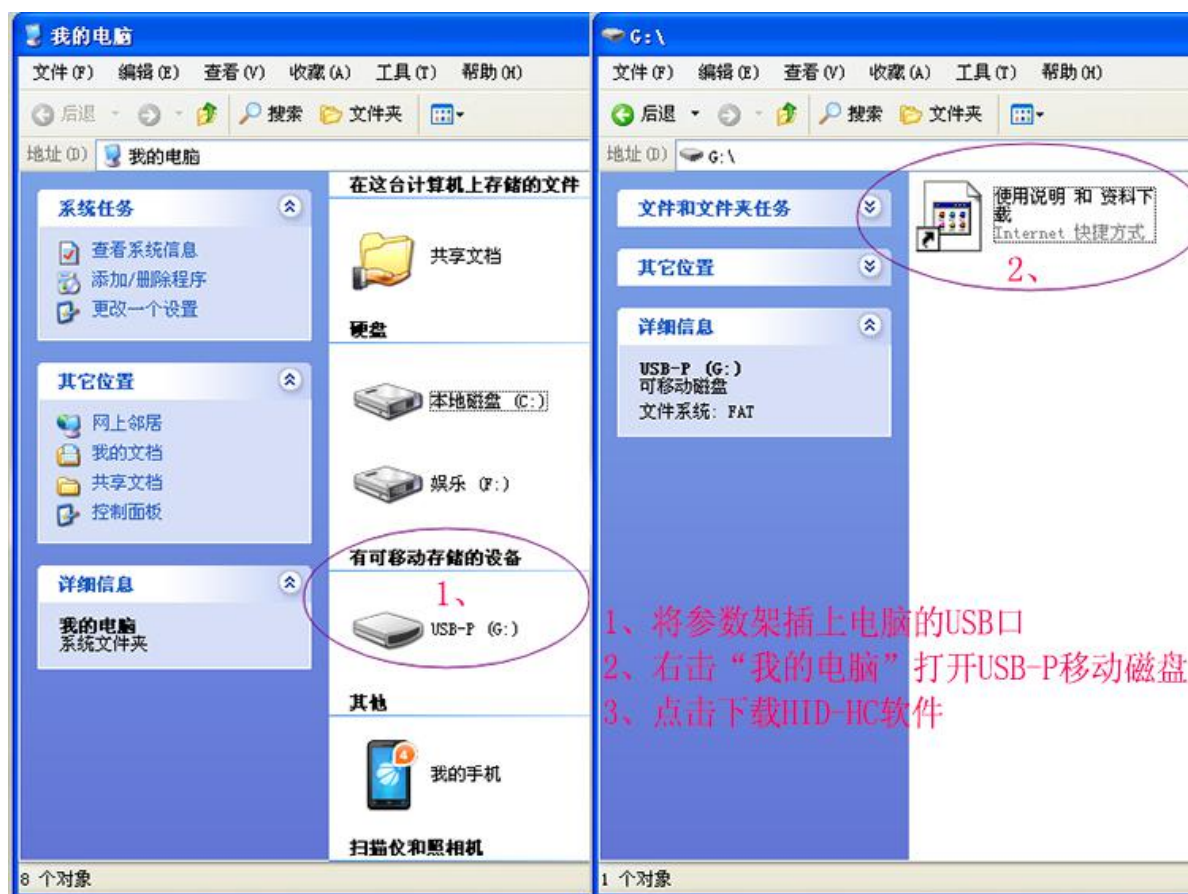 我的电脑
文件(F) 编辑(E) 查看(V) 收藏(A) 工具(T) 帮助(H)
后退 搜索 文件夹
地址(D) 我的电脑
系统任务
查看系统信息
添加/删除程序
更改一个设置
其它位置
网上邻居
我的文档
共享文档
控制面板
详细信息
我的电脑
系统文件夹
在这台计算机上存储的文件
共享文档
硬盘
本地磁盘 (C:)
娱乐 (F:)
有可移动存储的设备
1、
USB-P (G:)
其他
4
我的手机
扫描仪和照相机
8 个对象
G:\
文件(F) 编辑(E) 查看(V) 收藏(A) 工具(T) 帮助(H)
后退 搜索 文件夹
地址(D) G:\
文件和文件夹任务
其它位置
详细信息
USB-P (G:)
可移动磁盘
文件系统: FAT
使用说明 和 资料下
载
Internet 快捷方式
2、
1、将参数架插上电脑的USB口
2、右击“我的电脑”打开USB-P移动磁盘
3、点击下载HID-HC软件
1 个对象